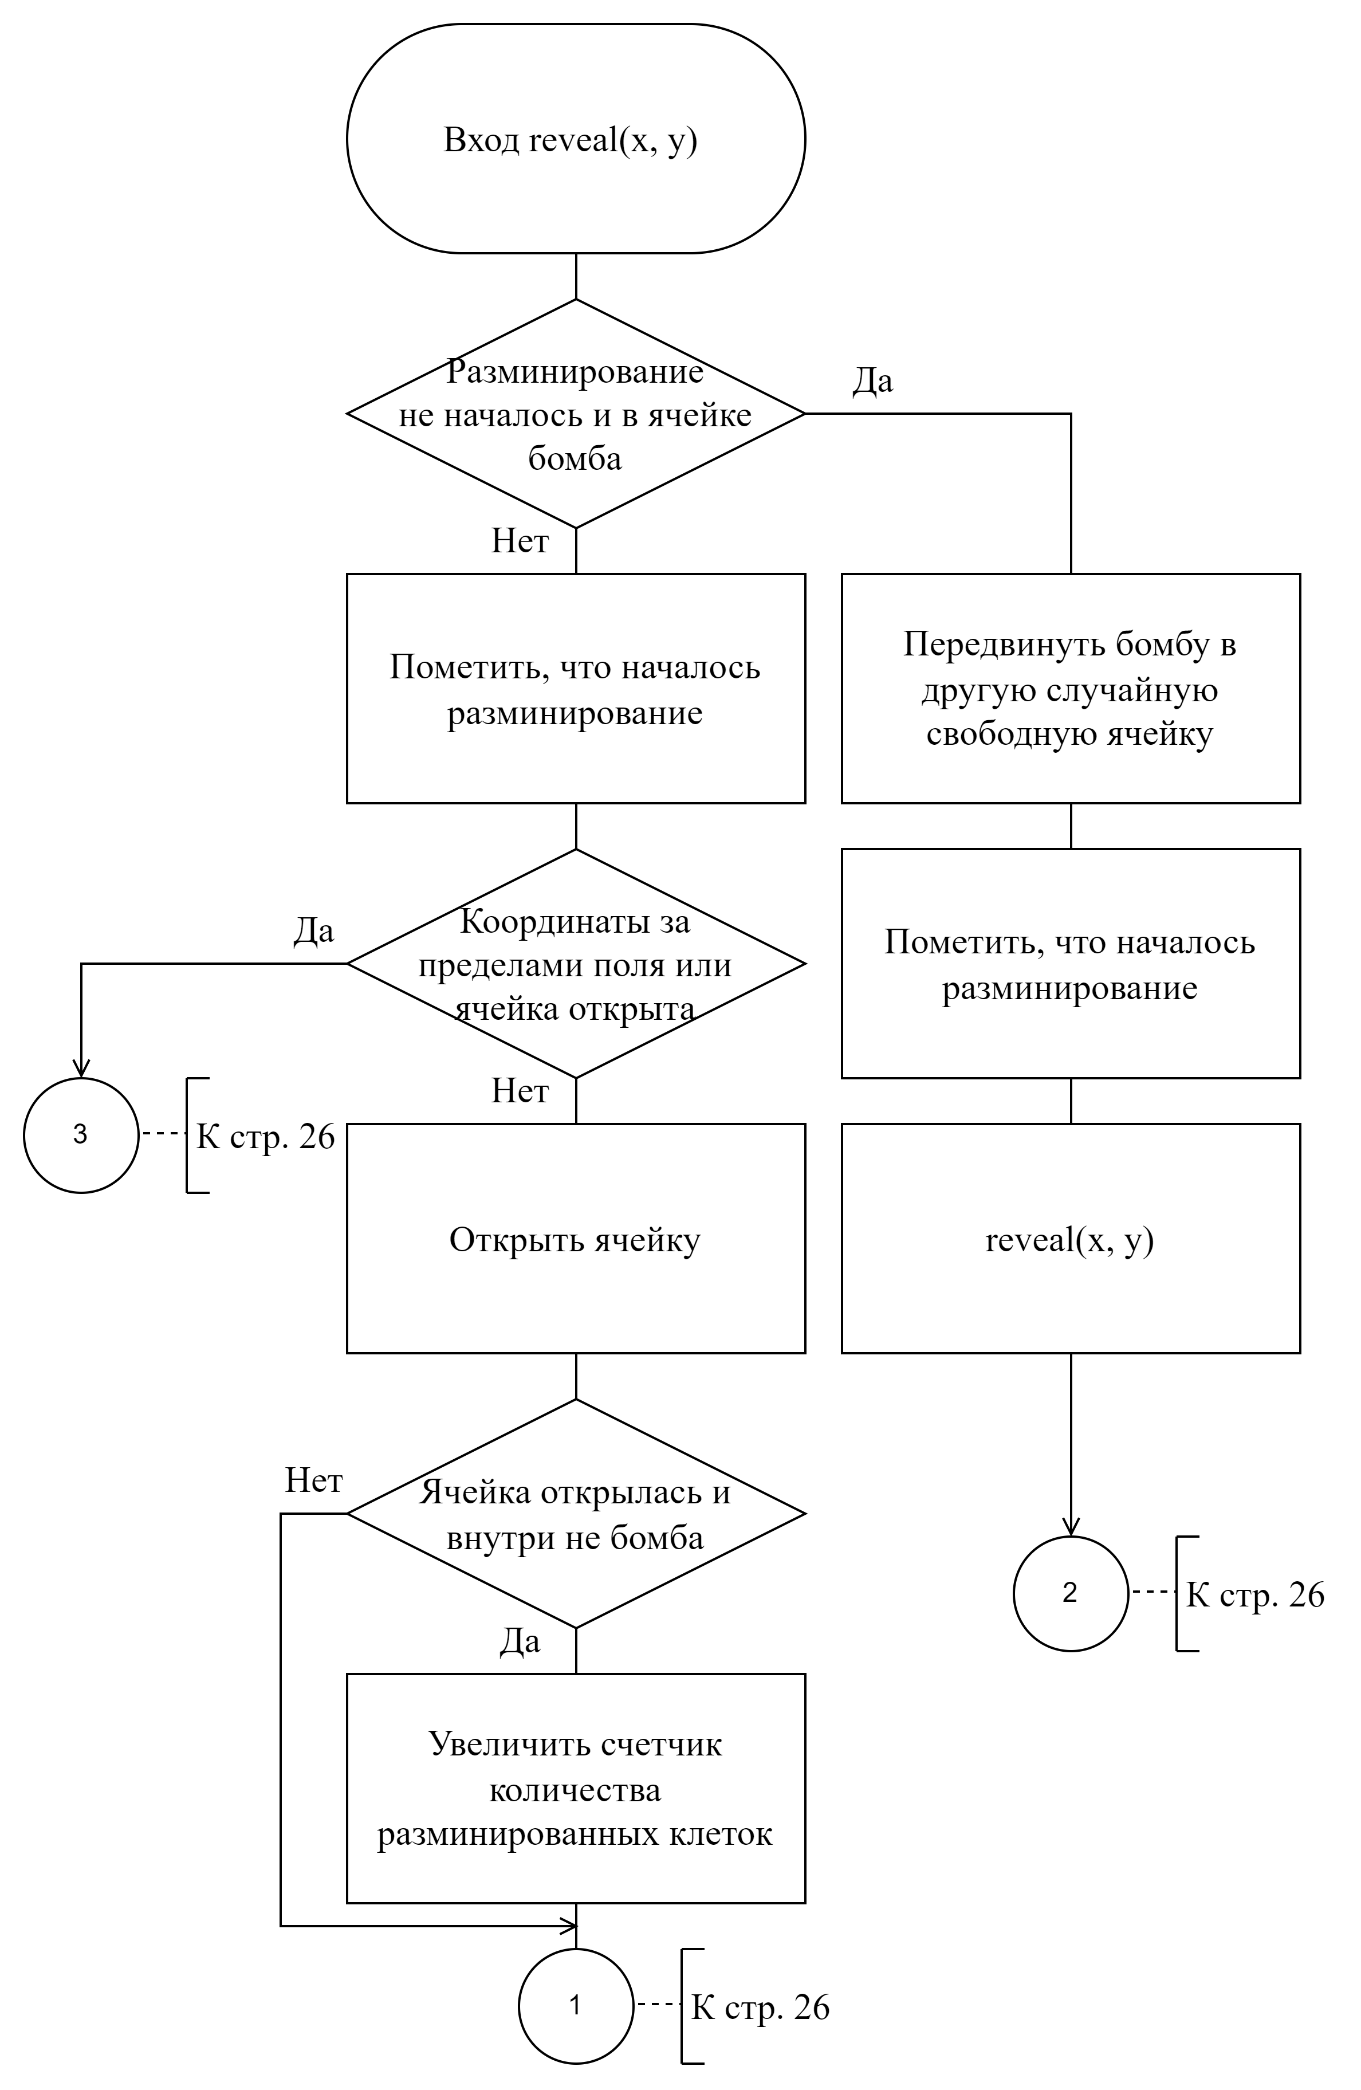 Вход reveal(x, y)
Разминирование
не началось и в ячейке
бомба
Да
Нет
Пометить, что началось
разминирование
Передвинуть бомбу в
другую случайную
свободную ячейку
Координаты за
пределами поля или
ячейка открыта
Да
Нет
Пометить, что началось
разминирование
3
К стр. 26
Открыть ячейку
reveal(x, y)
Ячейка открылась и
внутри не бомба
Нет
Да
2
К стр. 26
Увеличить счетчик
количества
разминированных клеток
1
К стр. 26